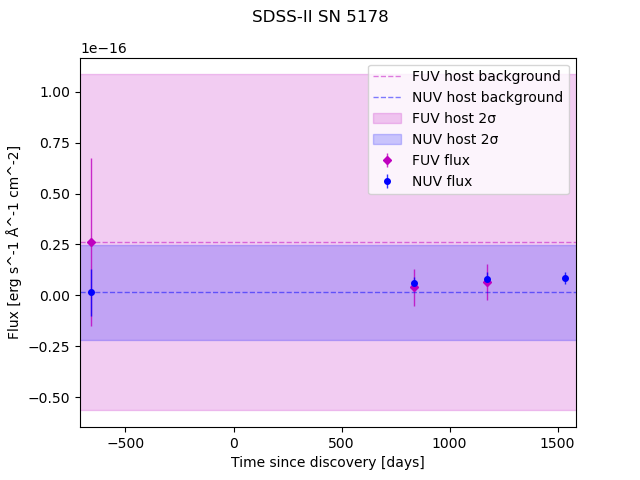 SDSS-II SN 5178
1e−16
FUV host background
NUV host background
FUV host 2σ
NUV host 2σ
FUV flux
NUV flux
1.00
0.75
0.50
0.25
0.00
−0.25
−0.50
Flux [erg s^-1 Å^-1 cm^-2]
−500
0
500
1000
1500
Time since discovery [days]